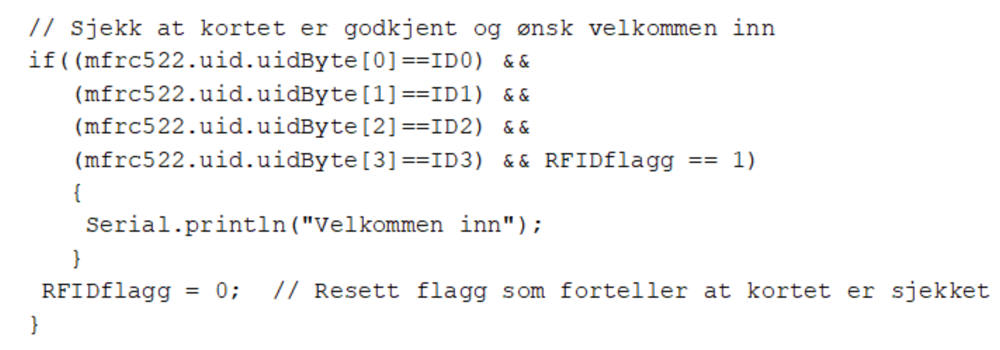 // Sjekk at kortet er godkjent og ønsk velkommen inn
if((mfrc522.uid.uidByte[0]==ID0) &&
   (mfrc522.uid.uidByte[1]==ID1) &&
   (mfrc522.uid.uidByte[2]==ID2) &&
   (mfrc522.uid.uidByte[3]==ID3) && RFIDflagg == 1)
   {
    Serial.println("Velkommen inn");
   }
 RFIDflagg = 0;  // Resett flagg som forteller at kortet er sjekket
}